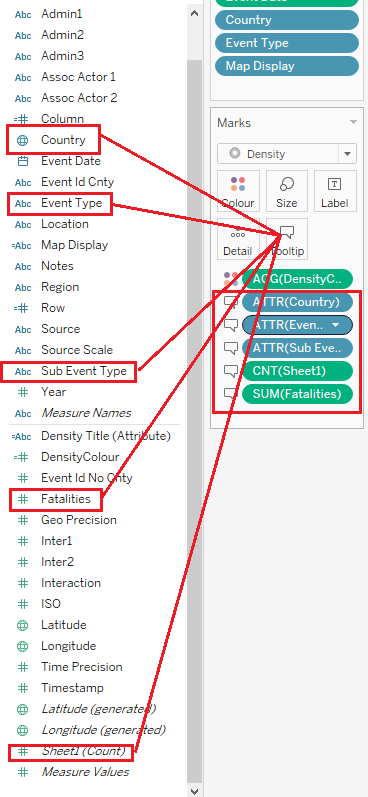 Abc Admin1
Abc Admin2
Abc Admin3
Abc Assoc Actor 1
Abc Assoc Actor 2
=# Column
Country
Event Date
Abc Event Id Cnty
Abc Event Type
Abc Location
=Abc Map Display
Abc Notes
Abc Region
=# Row
Abc Source
Abc Source Scale
Abc Sub Event Type
# Year
Abc Measure Names
=Abc Density Title (Attribute)
=# DensityColour
# Event Id No Cnty
# Fatalities
# Geo Precision
# Inter1
# Inter2
# Interaction
# ISO
Latitude
Longitude
# Time Precision
# Timestamp
Latitude (generated)
Longitude (generated)
# Sheet1 (Count)
# Measure Values
Event Date
Country
Event Type
Map Display
Marks
Density
Colour
Size
T
Label
Detail
Tooltip
AGG(DensityC..
ATTR(Country)
ATTR(Even..
ATTR(Sub Eve..
CNT(Sheet1)
SUM(Fatalities)